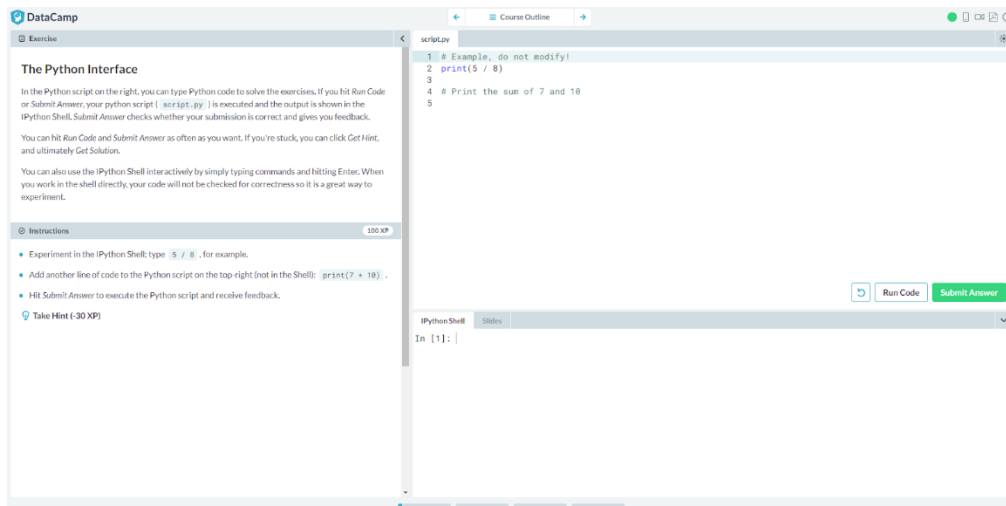 DataCamp
Course Outline
Exercise
The Python Interface
In the Python script on the right, you can type Python code to solve the exercises. If you hit Run Code
or Submit Answer, your python script ( script.py ) is executed and the output is shown in the
IPython Shell. Submit Answer checks whether your submission is correct and gives you feedback.
You can hit Run Code and Submit Answer as often as you want. If you're stuck, you can click Get Hint,
and ultimately Get Solution.
You can also use the IPython Shell interactively by simply typing commands and hitting Enter. When
you work in the shell directly, your code will not be checked for correctness so it is a great way to
experiment.
Instructions
100 XP
Experiment in the IPython Shell; type 5 / 8 , for example.
Add another line of code to the Python script on the top-right (not in the Shell): print(7 + 10) .
Hit Submit Answer to execute the Python script and receive feedback.
Take Hint (-30 XP)
script.py
1 # Example, do not modify!
2 print(5 / 8)
3
4 # Print the sum of 7 and 10
5
Run Code
Submit Answer
IPython Shell
Slides
In [1]: